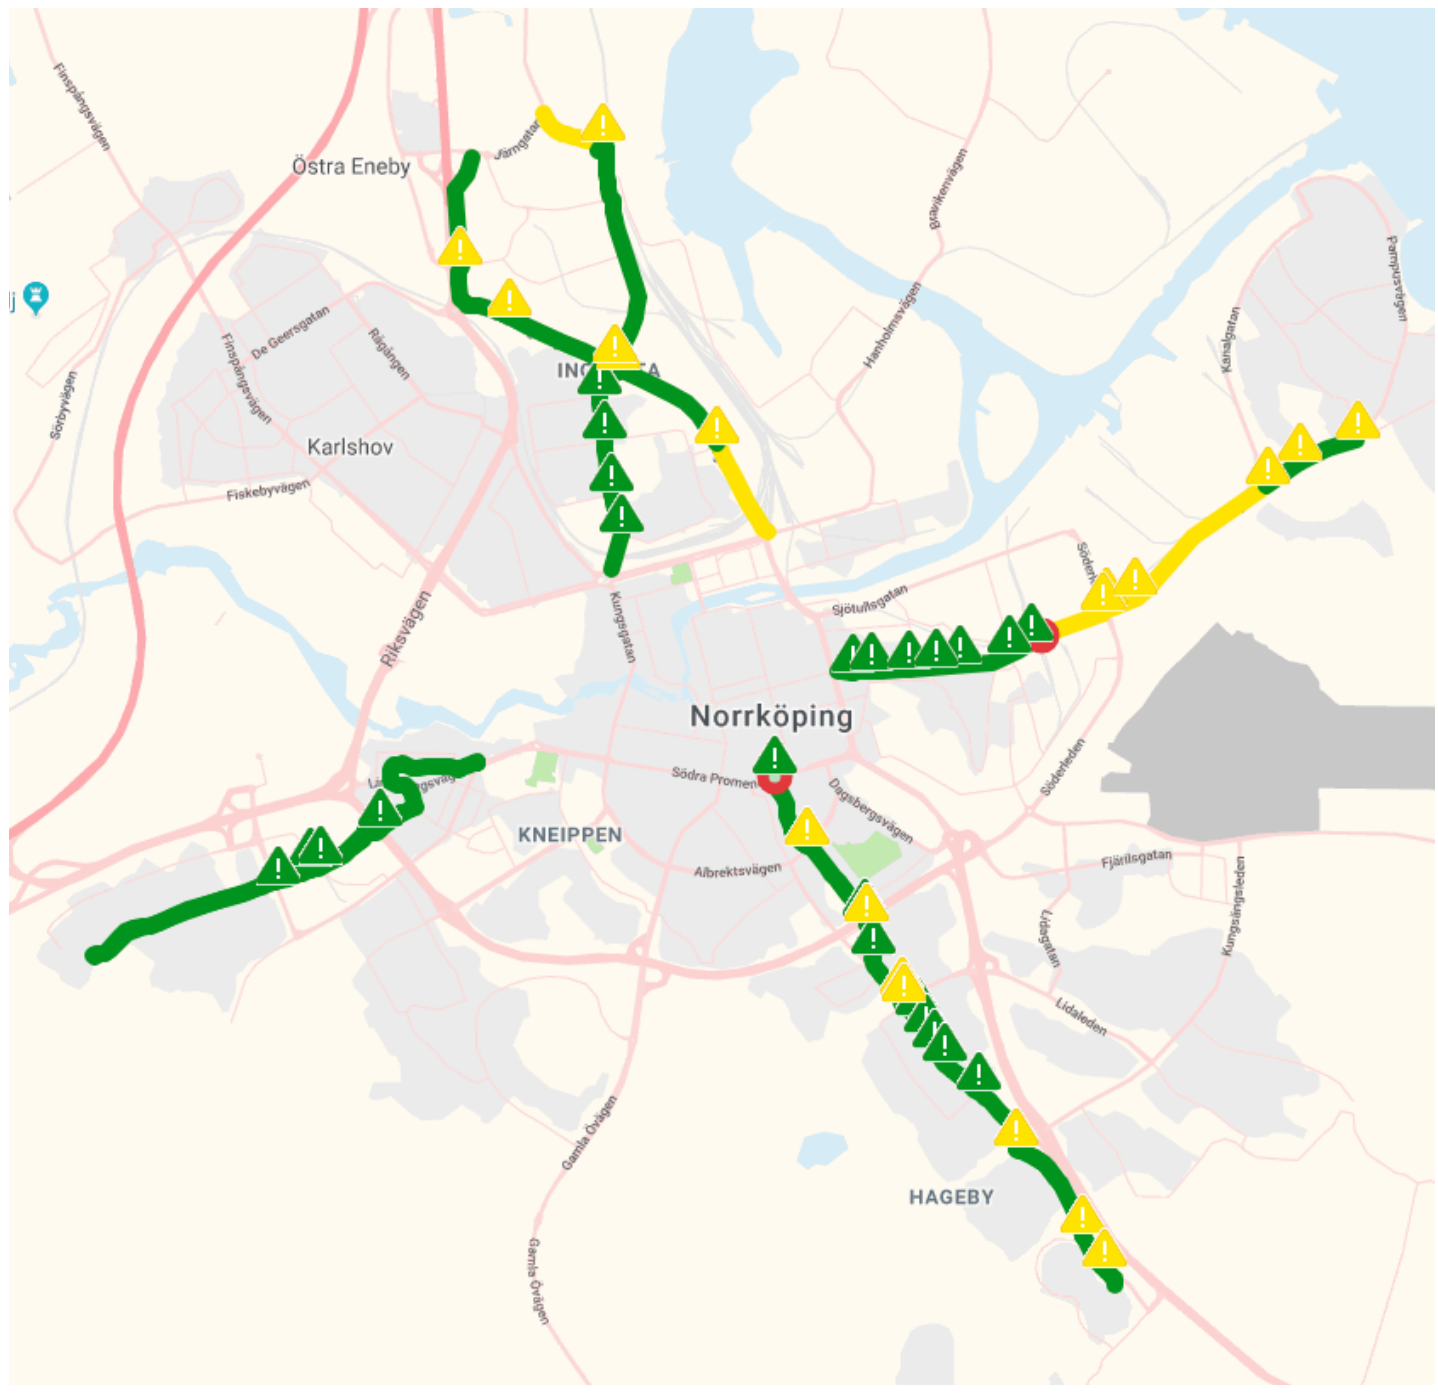 Finspångsvägen
Järngatan
Östra Eneby
Bravikenvägen
Pampusvägen
j
De Geersgatan
Rågången
Finspångsvägen
Hanholmsvägen
Kanalgatan
Sörbyvägen
Karlshov
Fiskebyvägen
Sjötullsgatan
Kungsgatan
Riksvägen
Norrköping
Södra Promen
Söderleden
Dagsbergsvägen
KNEIPPEN
Albrektsvägen
Fjärilsgatan
Kungsängsleden
Lidagatan
Lidaleden
Gamla Övägen
HAGEBY
Gamla Övägen